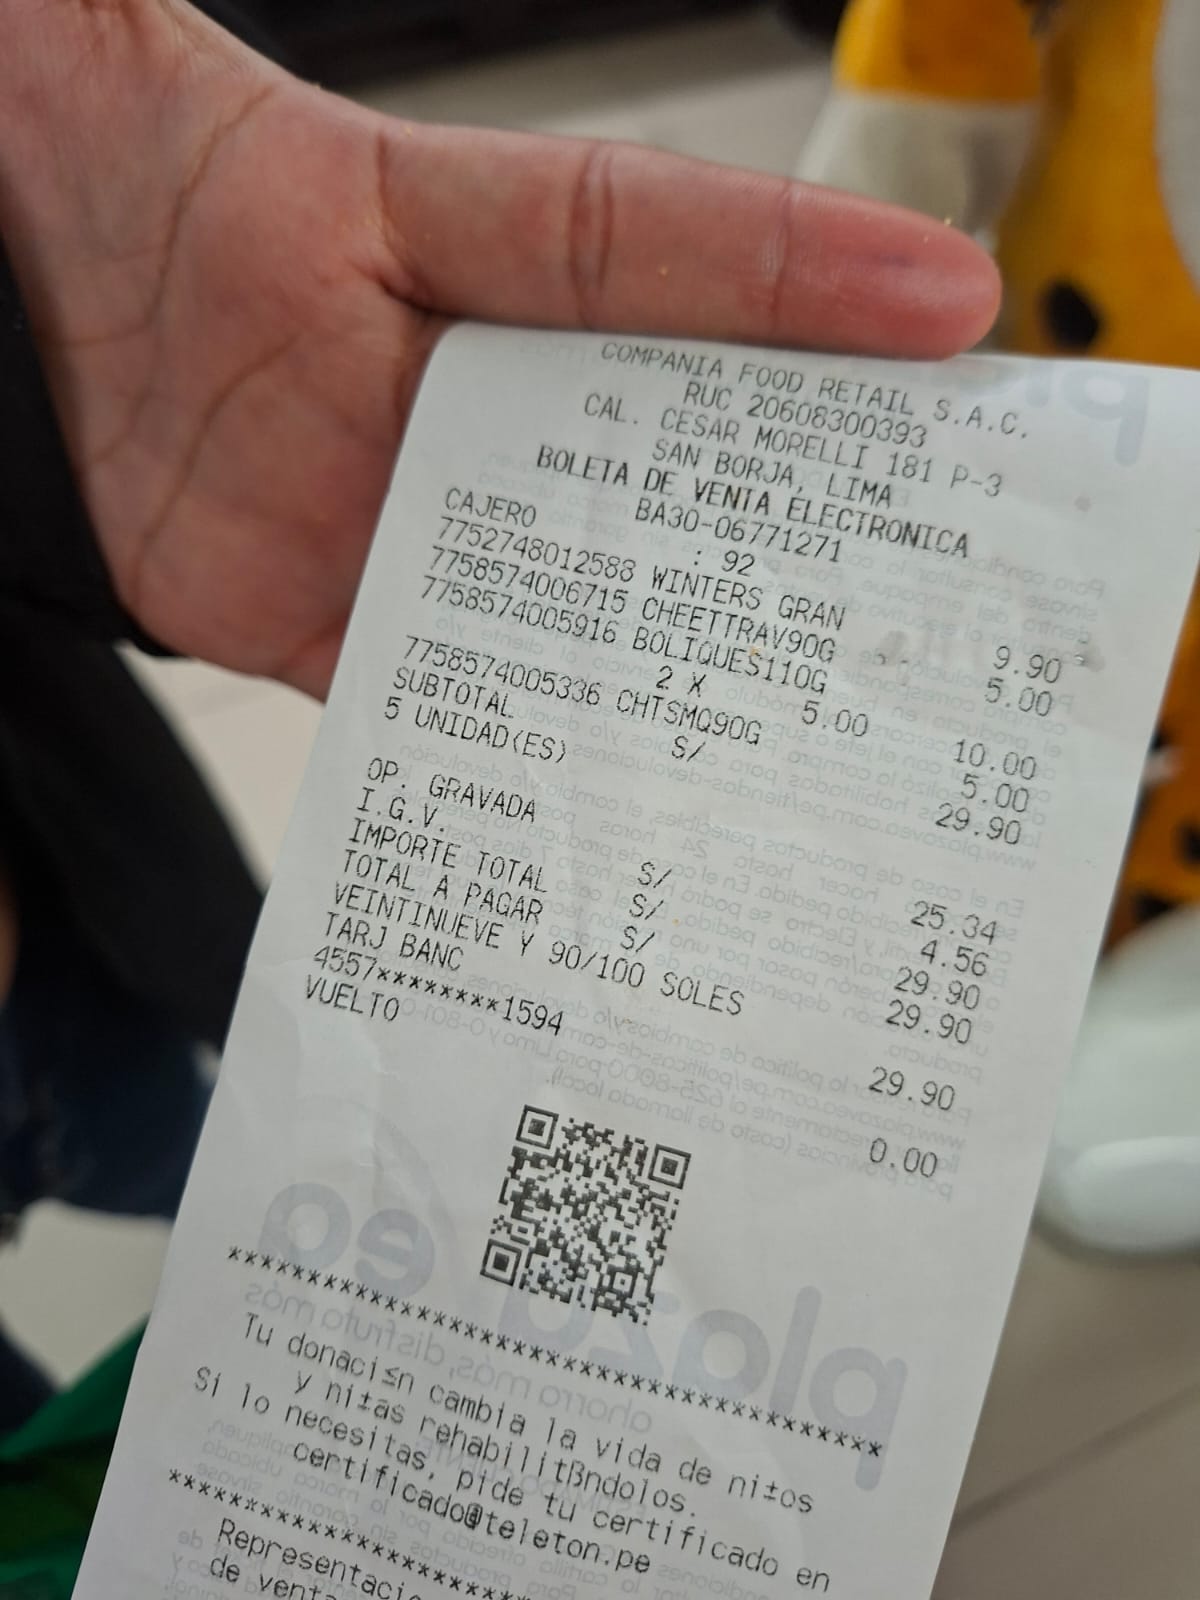 COMPANIA FOOD RETAIL S.A.C.
RUC 20608300393
CAL. CESAR MORELLI 181 P-3
SAN BORJA, LIMA
BOLETA DE VENTA ELECTRONICA
BA30-06771271
CAJERO : 92
7752748012588 WINTERS GRAN 9.90
7758574006715 CHEETTRAV90G 5.00
7758574005916 BOLIQUES110G
2 X 5.00 10.00
7758574005336 CHTSMQ90G 5.00
SUBTOTAL S/ 29.90
5 UNIDAD(ES)
OP. GRAVADA S/ 25.34
I.G.V. S/ 4.56
IMPORTE TOTAL S/ 29.90
TOTAL A PAGAR 29.90
VEINTINUEVE Y 90/100 SOLES
TARJ BANC 29.90
4557********1594
VUELTO 0.00
**********************************
Tu donaci≤n cambia la vida de ni±os
y ni±as rehabilitßndolos.
Si lo necesitas, pide tu certificado en
certificado@teleton.pe
**********************************
Representaci
de venta